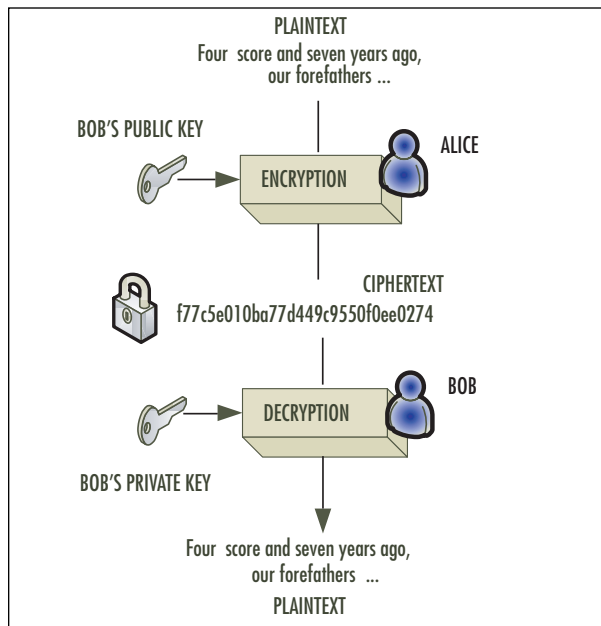 PLAINTEXT
Four score and seven years ago,
our forefathers ...
BOB'S PUBLIC KEY
ALICE
ENCRYPTION
CIPHERTEXT
f77c5e010ba77d449c9550f0ee0274
BOB
DECRYPTION
BOB'S PRIVATE KEY
Four score and seven years ago,
our forefathers ...
PLAINTEXT